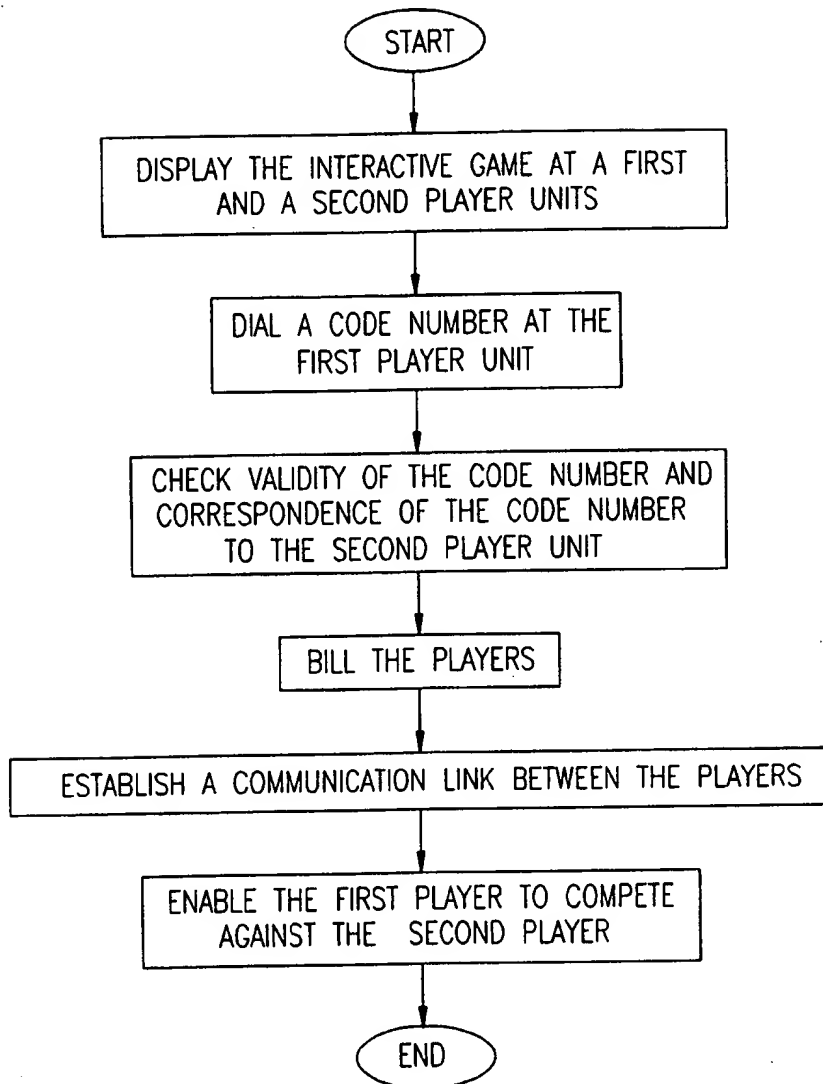 START
DISPLAY THE INTERACTIVE GAME AT A FIRST
AND A SECOND PLAYER UNITS
DIAL A CODE NUMBER AT THE
FIRST PLAYER UNIT
CHECK VALIDITY OF THE CODE NUMBER AND
CORRESPONDENCE OF THE CODE NUMBER
TO THE SECOND PLAYER UNIT
BILL THE PLAYERS
ESTABLISH A COMMUNICATION LINK BETWEEN THE PLAYERS
ENABLE THE FIRST PLAYER TO COMPETE
AGAINST THE SECOND PLAYER
END